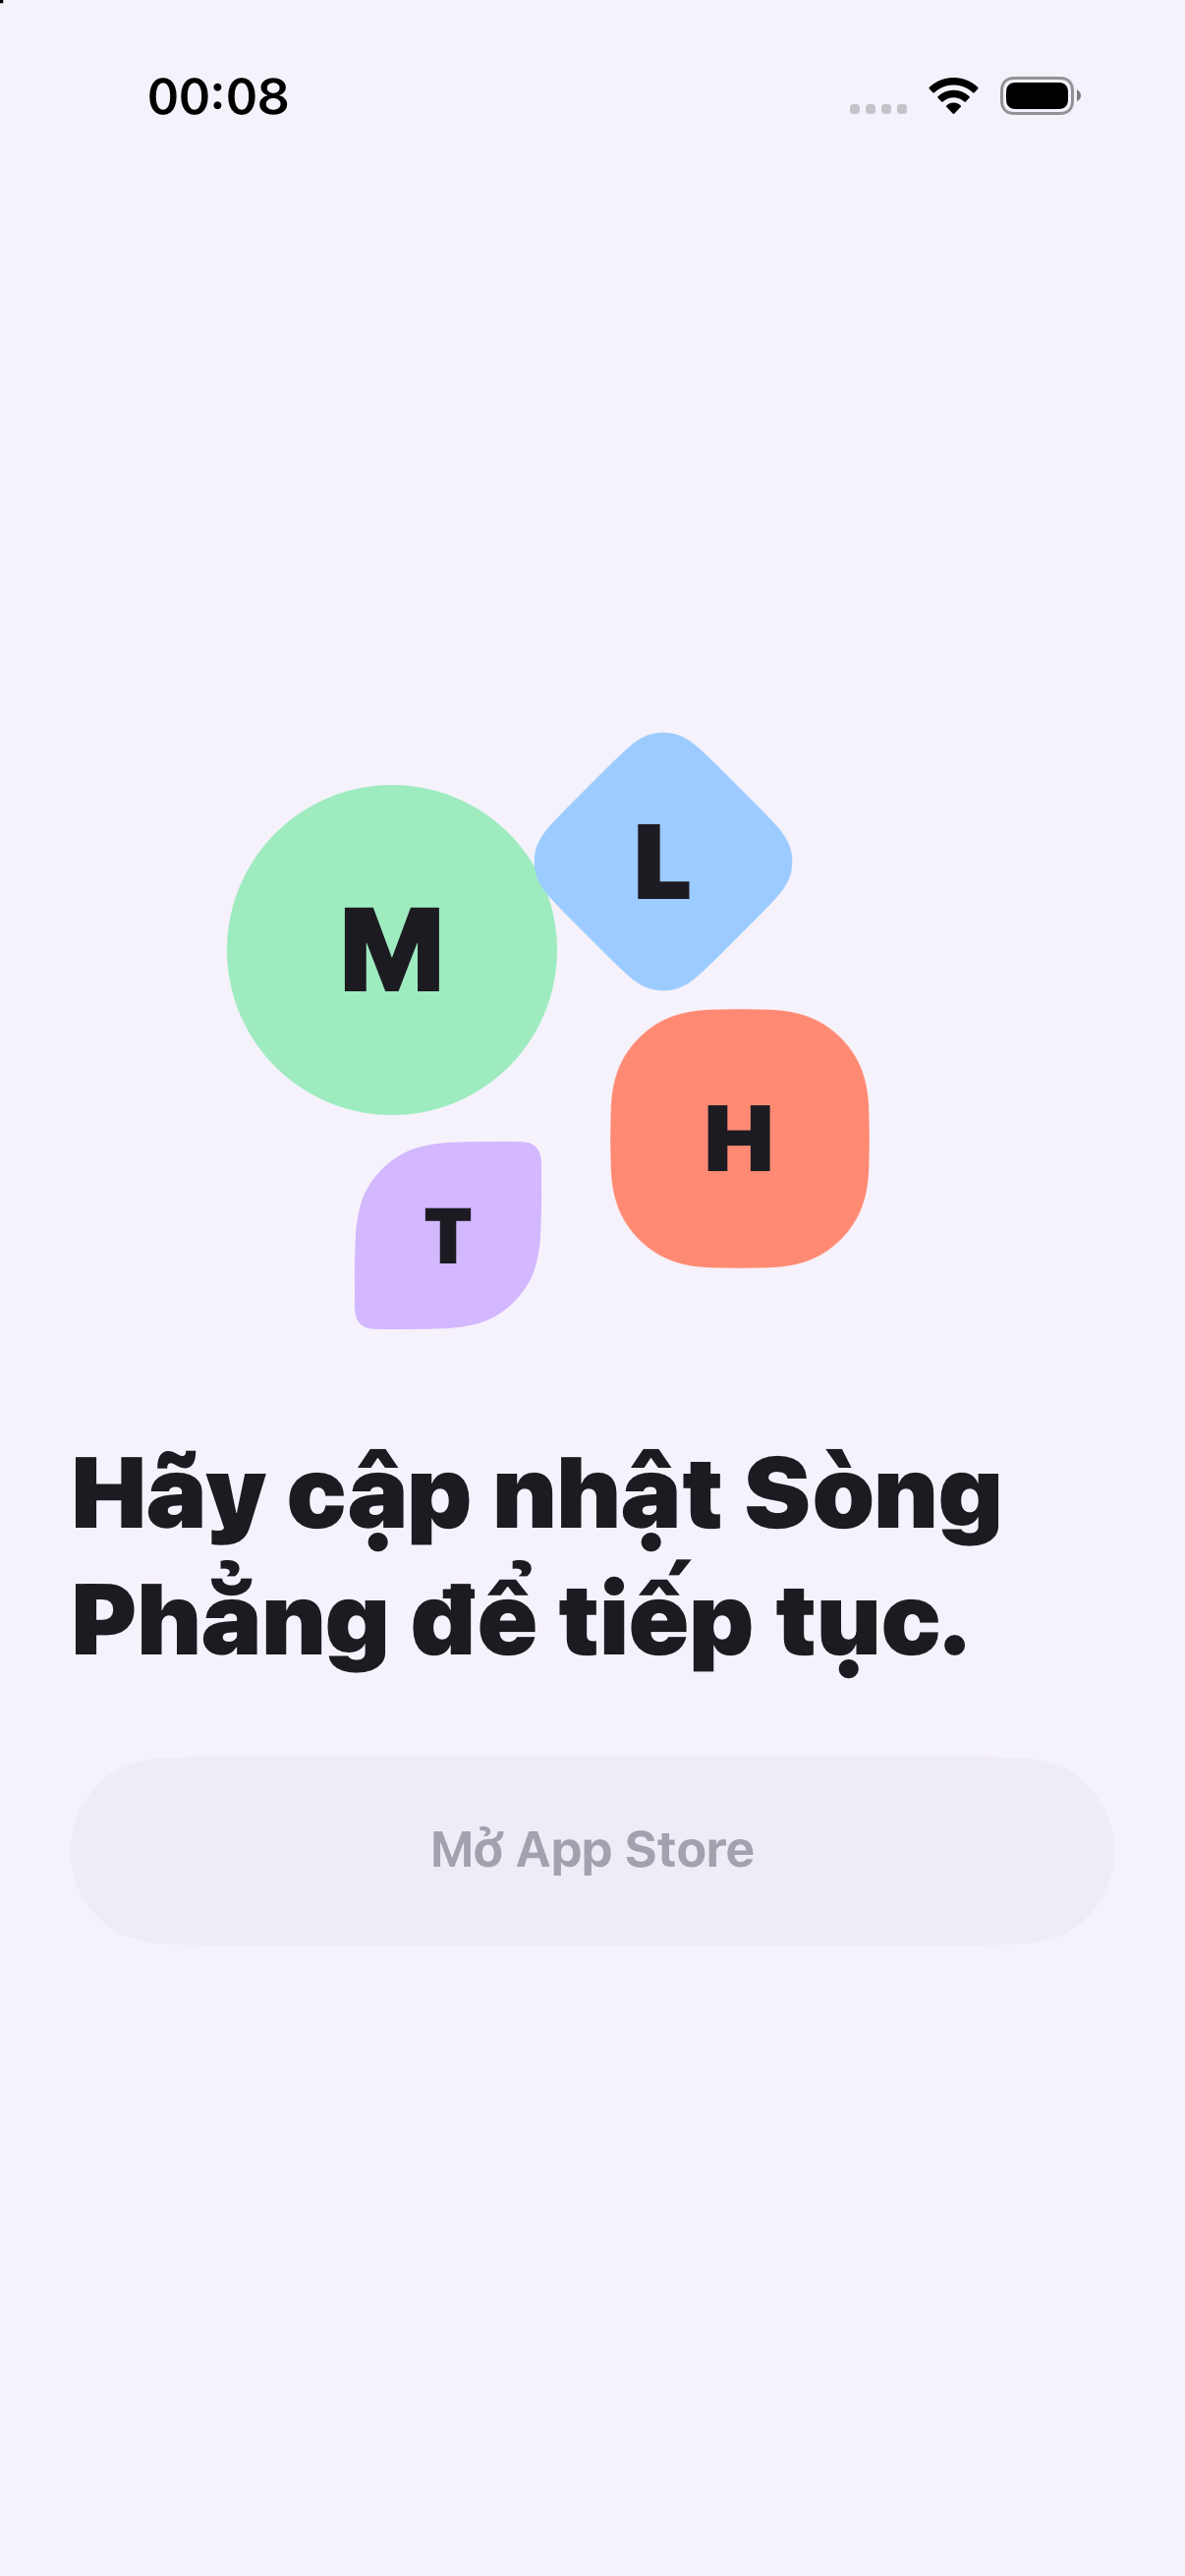 00:08
M
L
H
T
Hãy cập nhật Sòng
Phẳng để tiếp tục.
Mở App Store